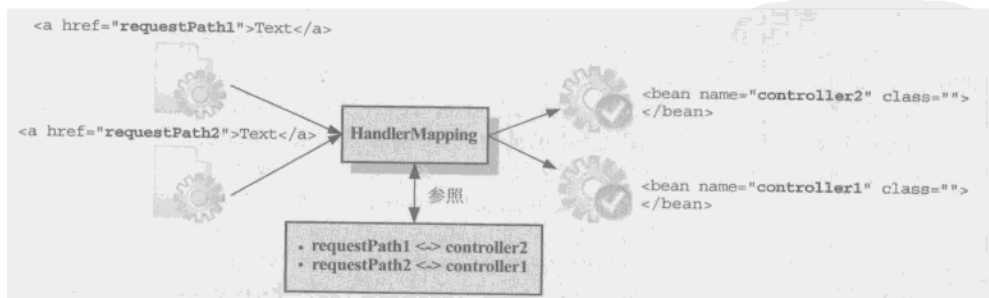 <a href="requestPath1">Text</a>
<a href="requestPath2">Text</a>
HandlerMapping
<bean name="controller2" class="">
</bean>
<bean name="controller1" class="">
</bean>
参照
• requestPath1 <-> controller2
• requestPath2 <-> controller1